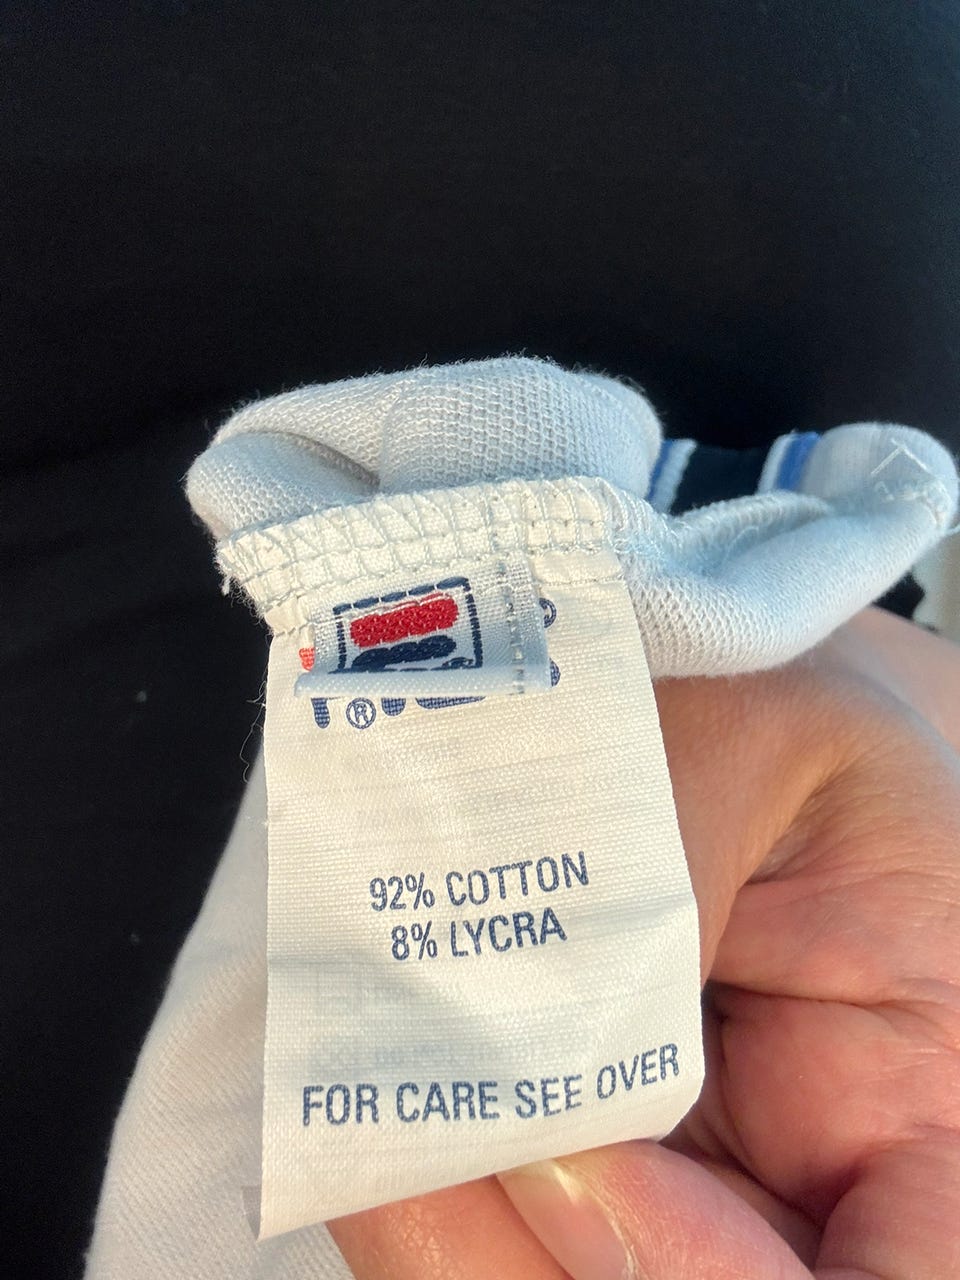 ®
92% COTTON
8% LYCRA
FOR CARE SEE OVER